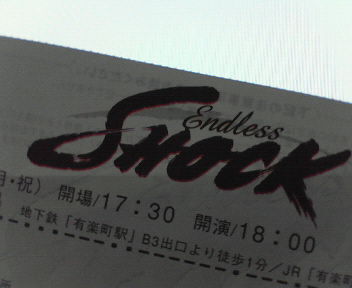 Endless
SHOCK
月・祝) 開場/17:30 開演/18:00
地下鉄「有楽町駅」B3出口より徒歩1分/JR「有楽町